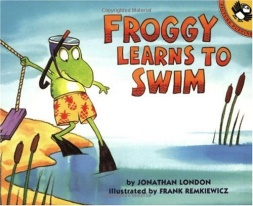 FROGGY
LEARNS TO
SWIM
by JONATHAN LONDON
illustrated by FRANK REMKIEWICZ